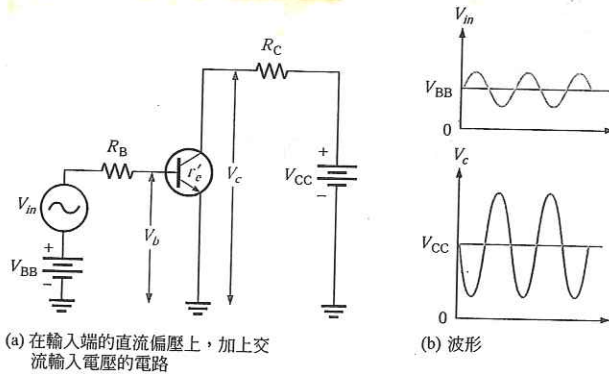 R_C
R_B
r'_e
V_c
V_CC
+
−
V_in
V_b
+
V_BB
−
(a) 在輸入端的直流偏壓上，加上交
流輸入電壓的電路
V_in
V_BB
0
V_c
V_CC
0
(b) 波形